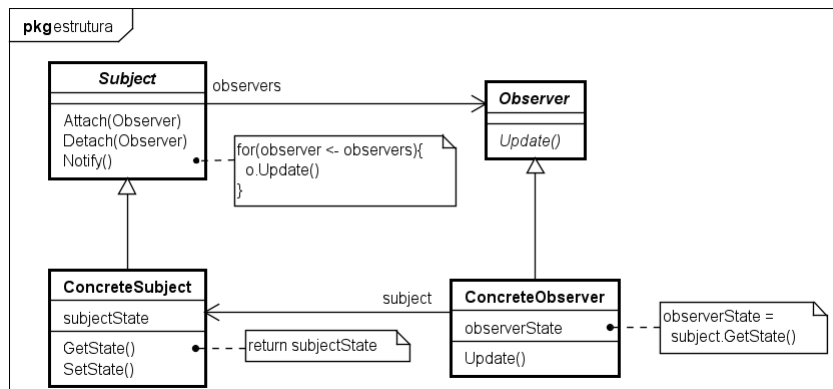 pkg estrutura
Subject
observers
Observer
Attach(Observer)
Detach(Observer)
Notify()
for(observer <- observers){
o.Update()
}
Update()
ConcreteSubject
subjectState
GetState()
SetState()
return subjectState
subject
ConcreteObserver
observerState
Update()
observerState =
subject.GetState()